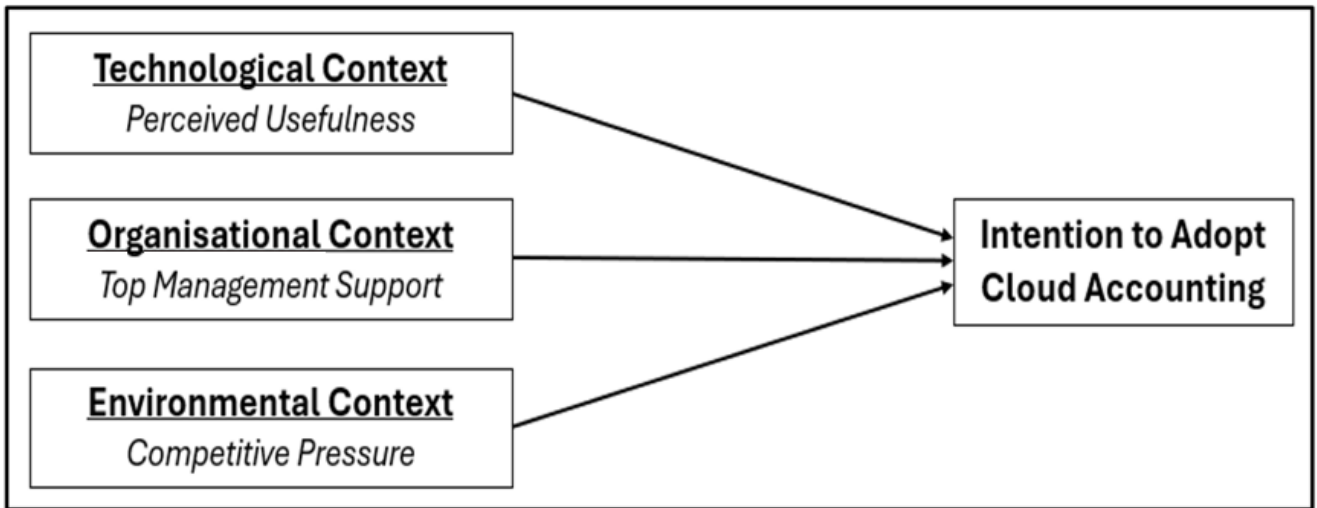 Technological Context
Perceived Usefulness
Organisational Context
Top Management Support
Environmental Context
Competitive Pressure
Intention to Adopt
Cloud Accounting